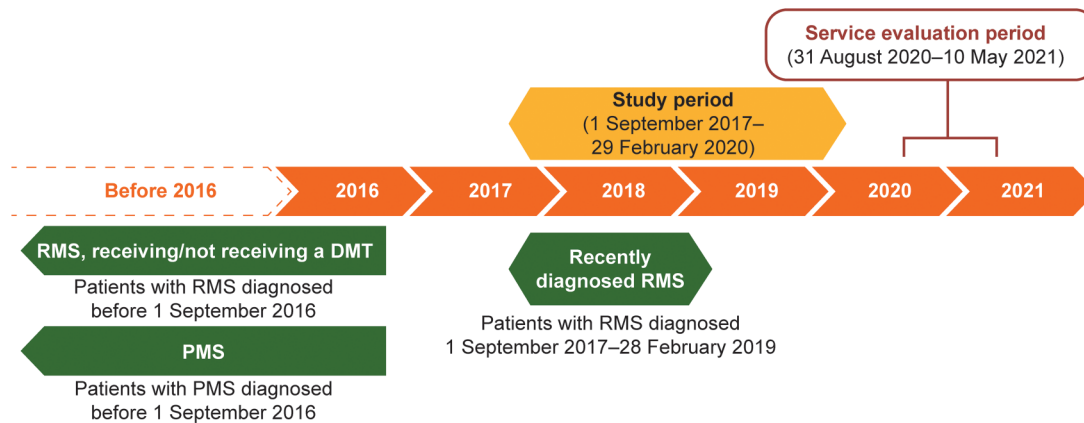 Service evaluation period
(31 August 2020–10 May 2021)
Study period
(1 September 2017–
29 February 2020)
Before 2016
2016
2017
2018
2019
2020
2021
RMS, receiving/not receiving a DMT
Patients with RMS diagnosed
before 1 September 2016
PMS
Patients with PMS diagnosed
before 1 September 2016
Recently
diagnosed RMS
Patients with RMS diagnosed
1 September 2017–28 February 2019